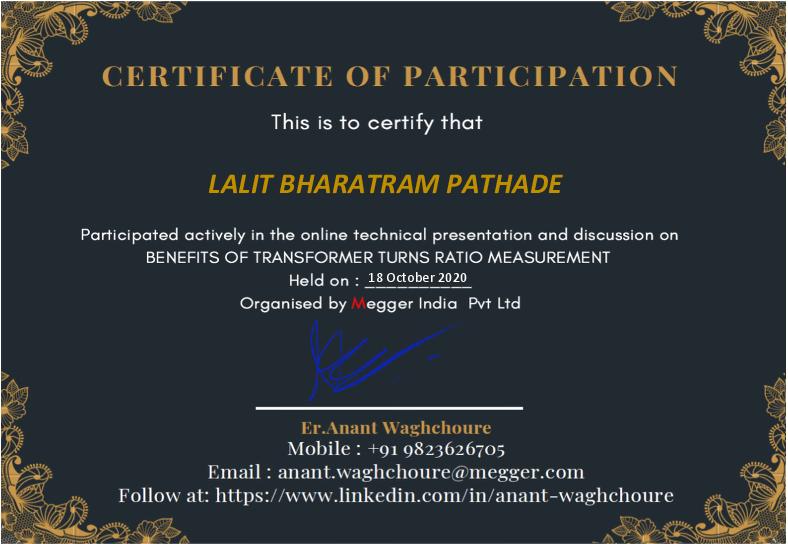 CERTIFICATE OF PARTICIPATION
This is to certify that
LALIT BHARATRAM PATHADE
Participated actively in the online technical presentation and discussion on
BENEFITS OF TRANSFORMER TURNS RATIO MEASUREMENT
Held on : 18 October 2020
Organised by Megger India Pvt Ltd
Er.Anant Waghchoure
Mobile : +91 9823626705
Email : anant.waghchoure@megger.com
Follow at: https://www.linkedin.com/in/anant-waghchoure